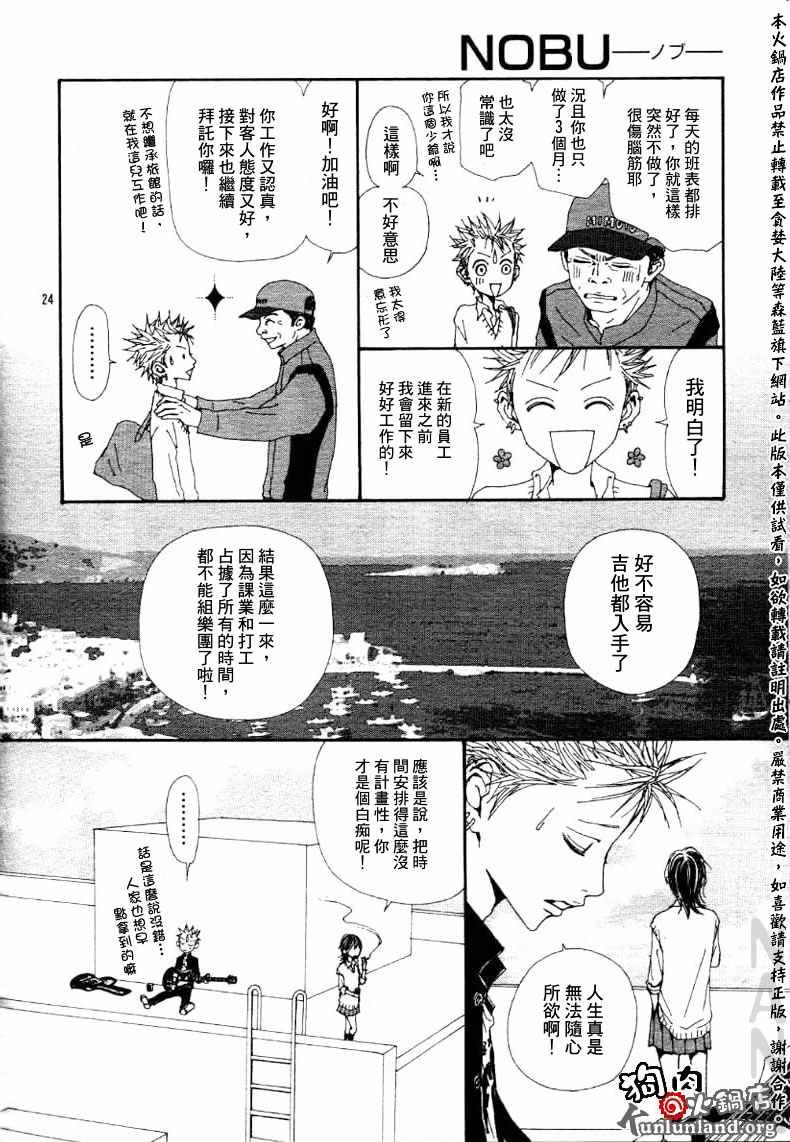 NOBU——ノブ——
每天的班表都排
好了，你就這樣
突然不做了，
很傷腦筋耶
況且你也只
做了3個月…
也太沒
常識了吧
所以我才說
你這個少爺啊…
這樣啊
不好意思
我太得
意忘形了
MIMURO
好啊！加油吧！
你工作又認真，
對客人態度又好，
接下來也繼續
拜託你囉！
不想繼承旅館的話，
就在我這兒工作吧！
………
是
24
我明白了！
在新的員工
進來之前
我會留下來
好好工作的！
好不容易
吉他都入手了
結果這麼一來，
因為課業和打工
占據了所有的時間，
都不能組樂團了啦！
人生真是
無法隨心
所欲啊！
應該是說，把時
間安排得這麼沒
有計畫性，你
才是個白痴呢！
………
話是這麼說沒錯…
人家也想早
點拿到的嘛
本火鍋店作品禁止轉載至貪婪大陸等森藍旗下網站。此版本僅供試看，如欲轉載請註明出處。嚴禁商業用途，如喜歡請支持正版，謝謝合作。
NAN
狗肉
火鍋店
Kunlunland.org